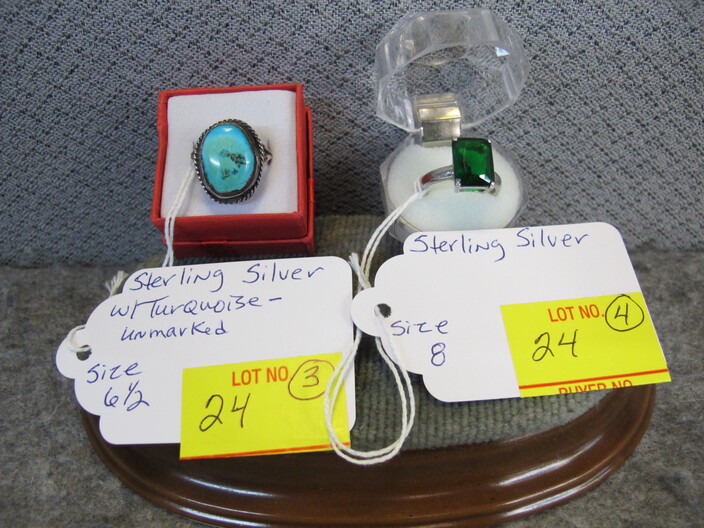 Sterling Silver
w/Turquoise -
unmarked
Size
6 1/2
LOT NO 3
24
Sterling Silver
Size
8
LOT NO. 4
24
BUYER NO